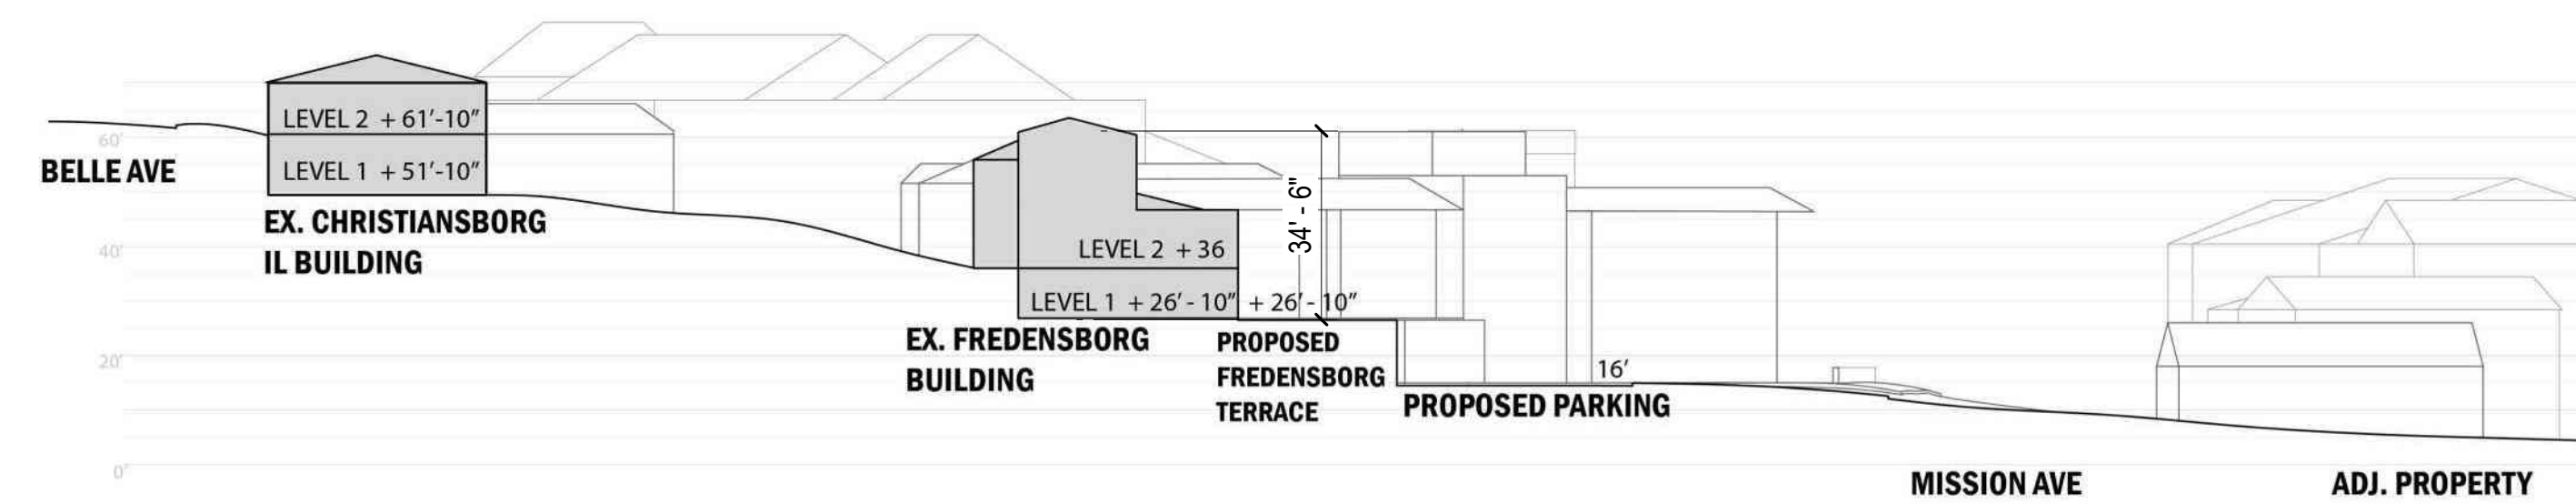 60'
40'
20'
0'
BELLE AVE
LEVEL 2 + 61'-10"
LEVEL 1 + 51'-10"
EX. CHRISTIANSBORG
IL BUILDING
LEVEL 2 + 36
LEVEL 1 + 26' - 10"
+ 26' - 10"
34' - 6"
EX. FREDENSBORG
BUILDING
PROPOSED
FREDENSBORG
TERRACE
16'
PROPOSED PARKING
MISSION AVE
ADJ. PROPERTY